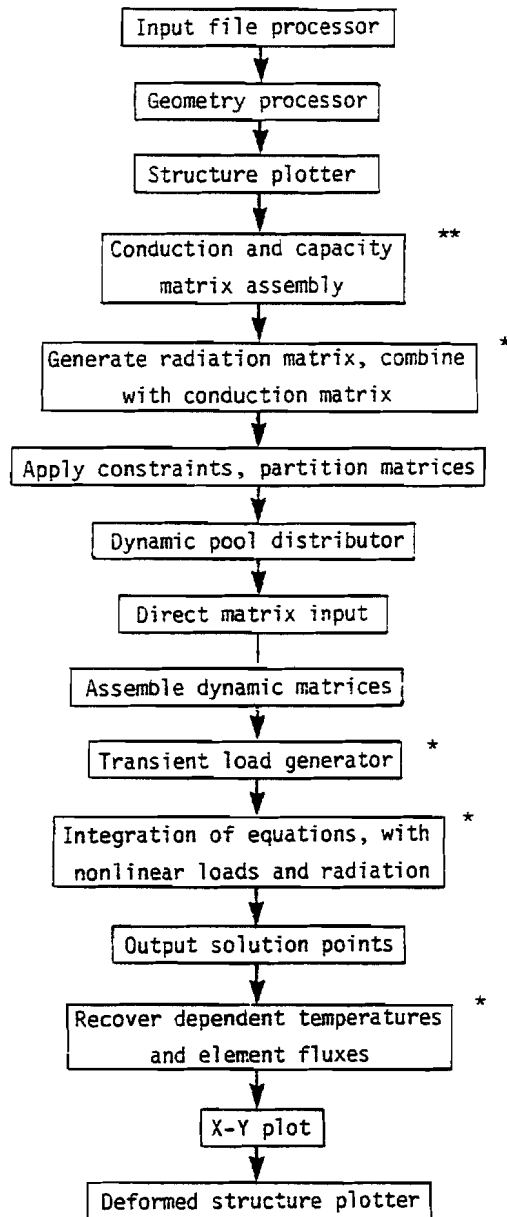 Input file processor
Geometry processor
Structure plotter
**
Conduction and capacity
matrix assembly
*
Generate radiation matrix, combine
with conduction matrix
Apply constraints, partition matrices
Dynamic pool distributor
Direct matrix input
Assemble dynamic matrices
Transient load generator *
Integration of equations, with *
nonlinear loads and radiation
Output solution points
Recover dependent temperatures *
and element fluxes
X-Y plot
Deformed structure plotter